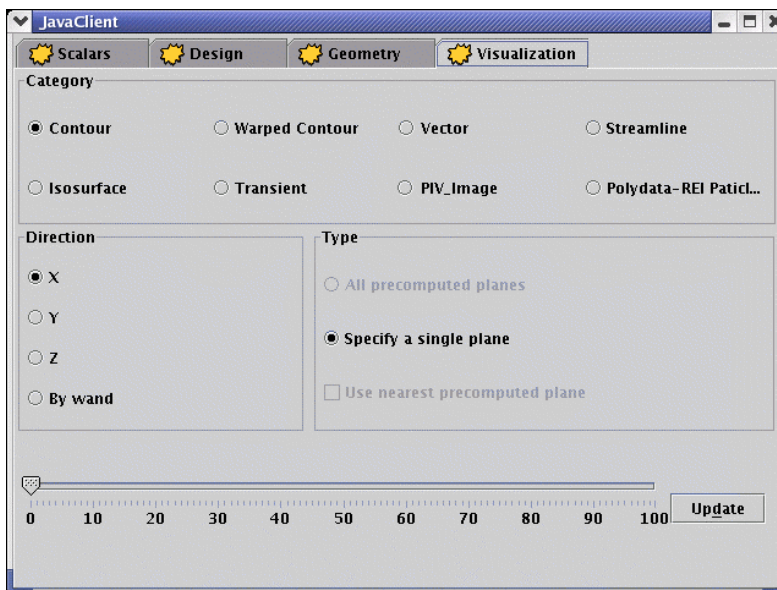 JavaClient
Scalars Design Geometry Visualization
Category
Contour Warped Contour Vector Streamline
Isosurface Transient PIV_Image Polydata-REI Paticl...
Direction
X
Y
Z
By wand
Type
All precomputed planes
Specify a single plane
Use nearest precomputed plane
0 10 20 30 40 50 60 70 80 90 100
Update